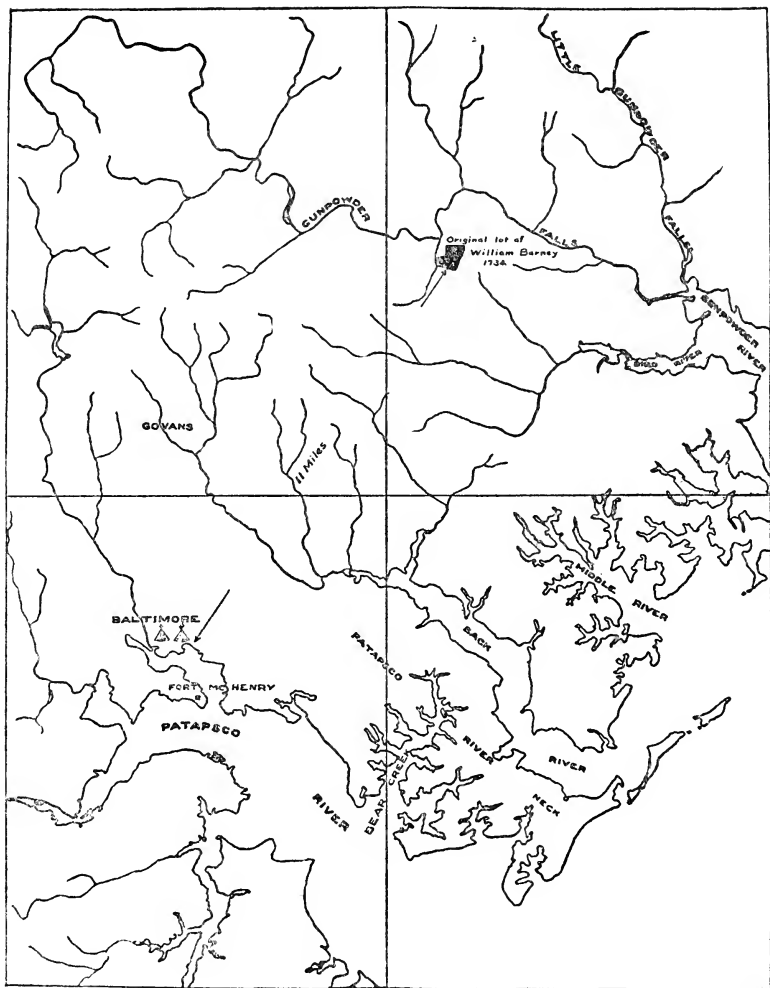 LITTLE
GUNPOWDER
FALLS
GUNPOWDER
FALLS
Original lot of
William Barney
1734
GUNPOWDER
RIVER
BIRD RIVER
GOVANS
11 Miles
MIDDLE
RIVER
BALTIMORE
BACK
RIVER
PATAPSCO
RIVER
NECK
FORT McHENRY
PATAPSCO
RIVER
BEAR CREEK